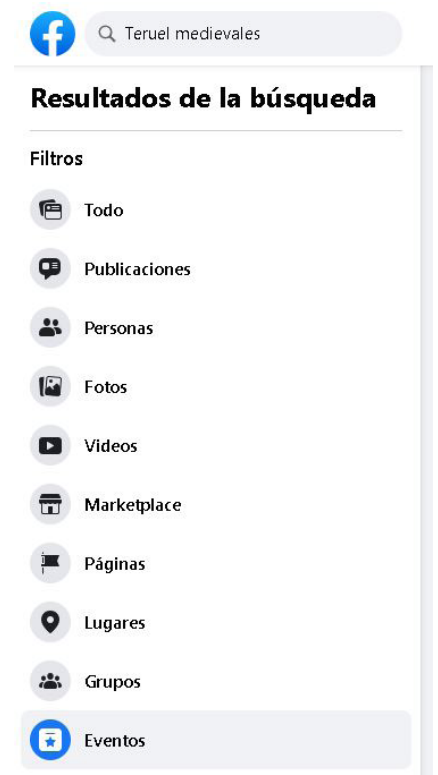 Teruel medievales
Resultados de la búsqueda
Filtros
Todo
Publicaciones
Personas
Fotos
Videos
Marketplace
Páginas
Lugares
Grupos
Eventos